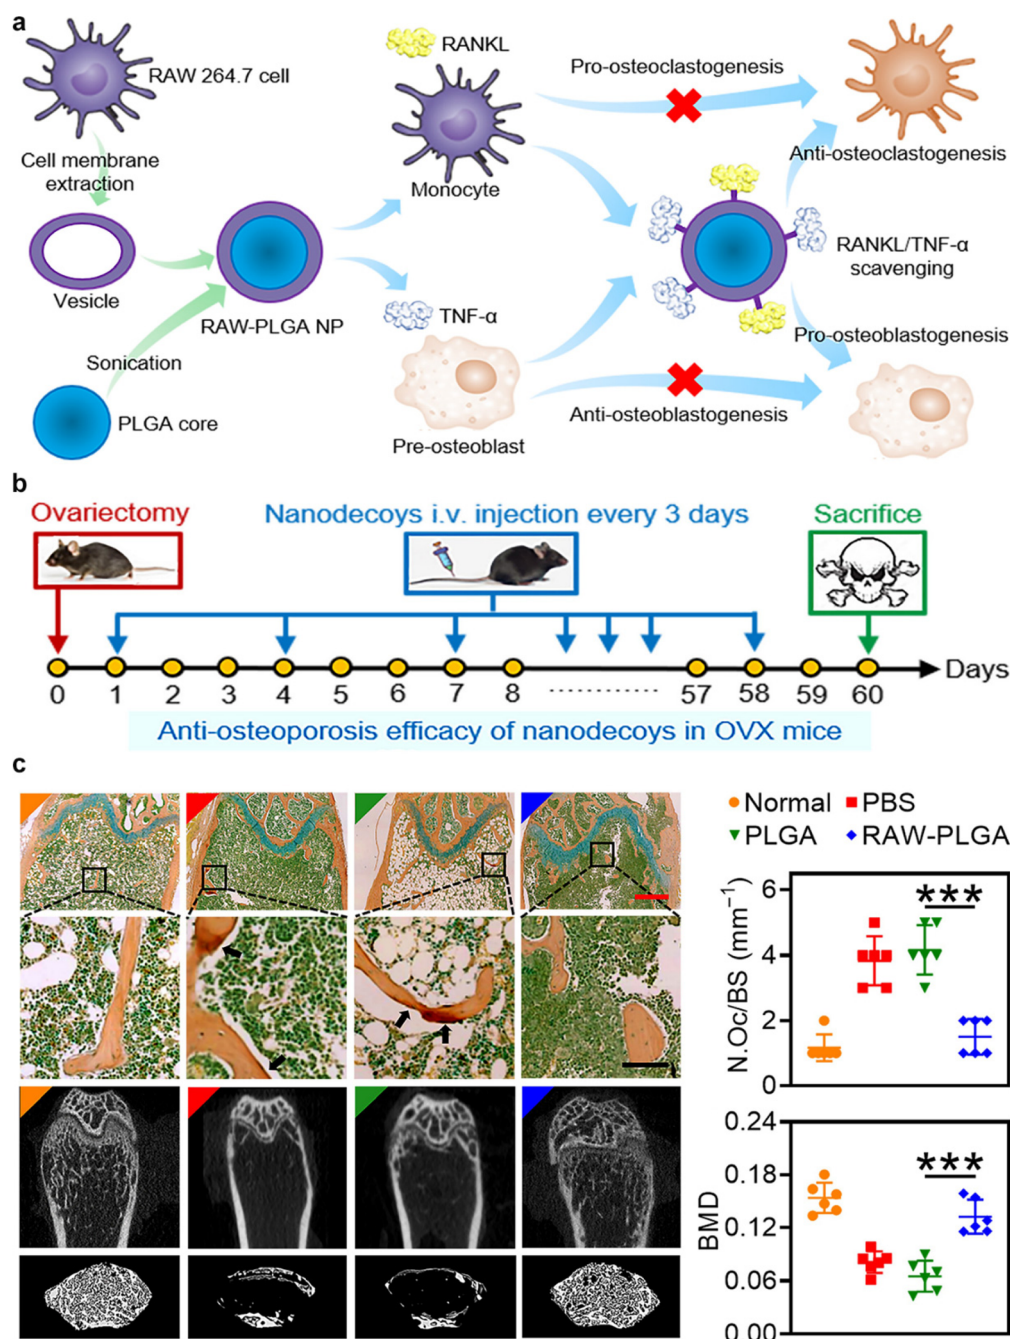 a
RAW 264.7 cell
Cell membrane
extraction
Vesicle
Sonication
PLGA core
RAW-PLGA NP
RANKL
Monocyte
TNF-α
Pre-osteoblast
Pro-osteoclastogenesis
Anti-osteoclastogenesis
RANKL/TNF-α
scavenging
Pro-osteoblastogenesis
Anti-osteoblastogenesis
b
Ovariectomy
Nanodecoys i.v. injection every 3 days
Sacrifice
0 1 2 3 4 5 6 7 8 ............... 57 58 59 60
Days
Anti-osteoporosis efficacy of nanodecoys in OVX mice
c
Normal PBS
PLGA RAW-PLGA
N.Oc/BS (mm⁻¹)
6
4
2
0
***
BMD
0.24
0.18
0.12
0.06
0.00
***